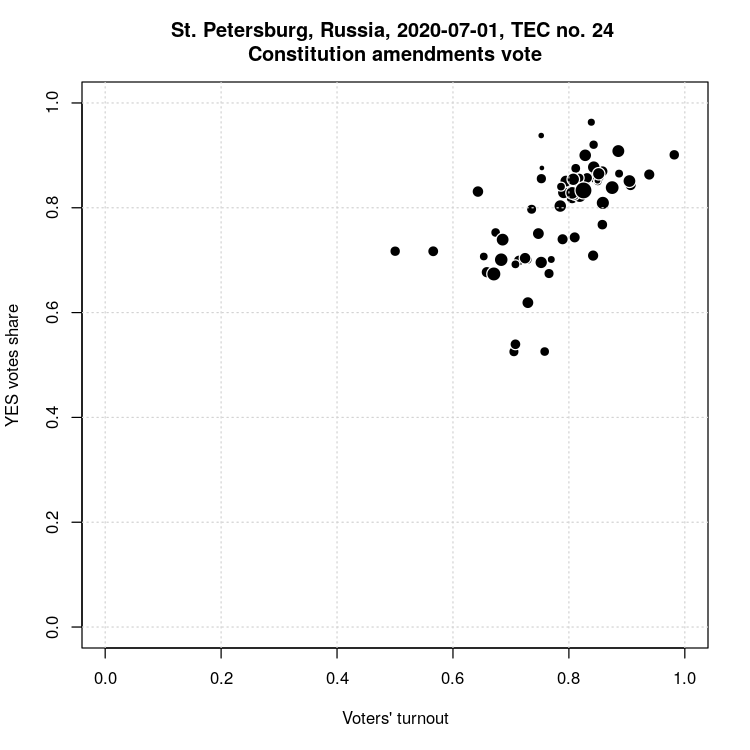 St. Petersburg, Russia, 2020-07-01, TEC no. 24
Constitution amendments vote
YES votes share
1.0
0.8
0.6
0.4
0.2
0.0
0.0 0.2 0.4 0.6 0.8 1.0
Voters' turnout